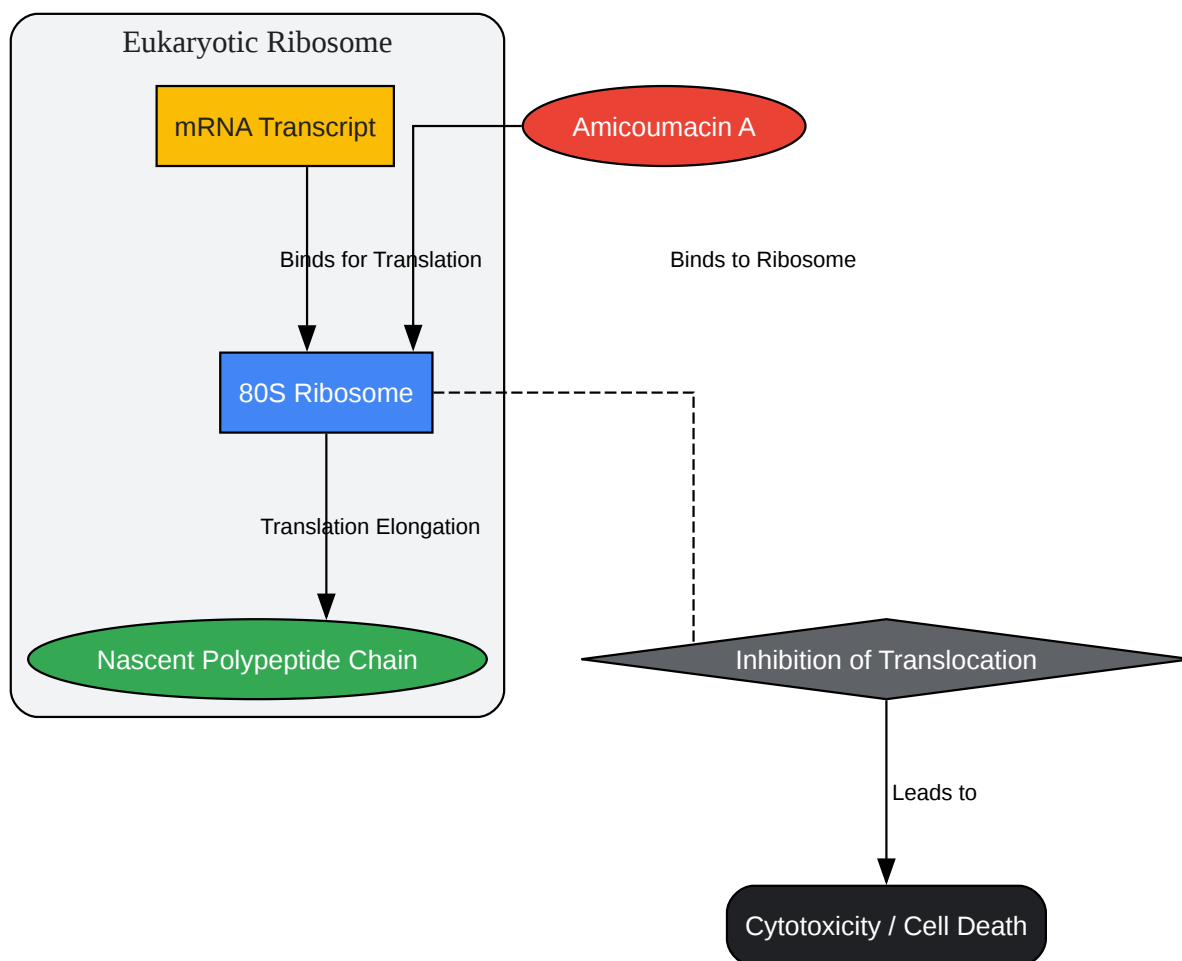 Eukaryotic Ribosome
mRNA Transcript
Amicoumacin A
Binds for Translation
Binds to Ribosome
80S Ribosome
Translation Elongation
Nascent Polypeptide Chain
Inhibition of Translocation
Leads to
Cytotoxicity / Cell Death